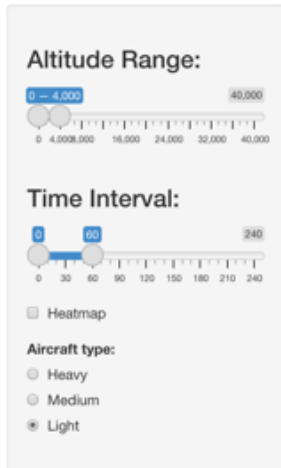 Altitude Range:
0 — 4,000 40,000
0 4,000 8,000 16,000 24,000 32,000 40,000
Time Interval:
0 60 240
0 30 60 90 120 150 180 210 240
Heatmap
Aircraft type:
Heavy
Medium
Light